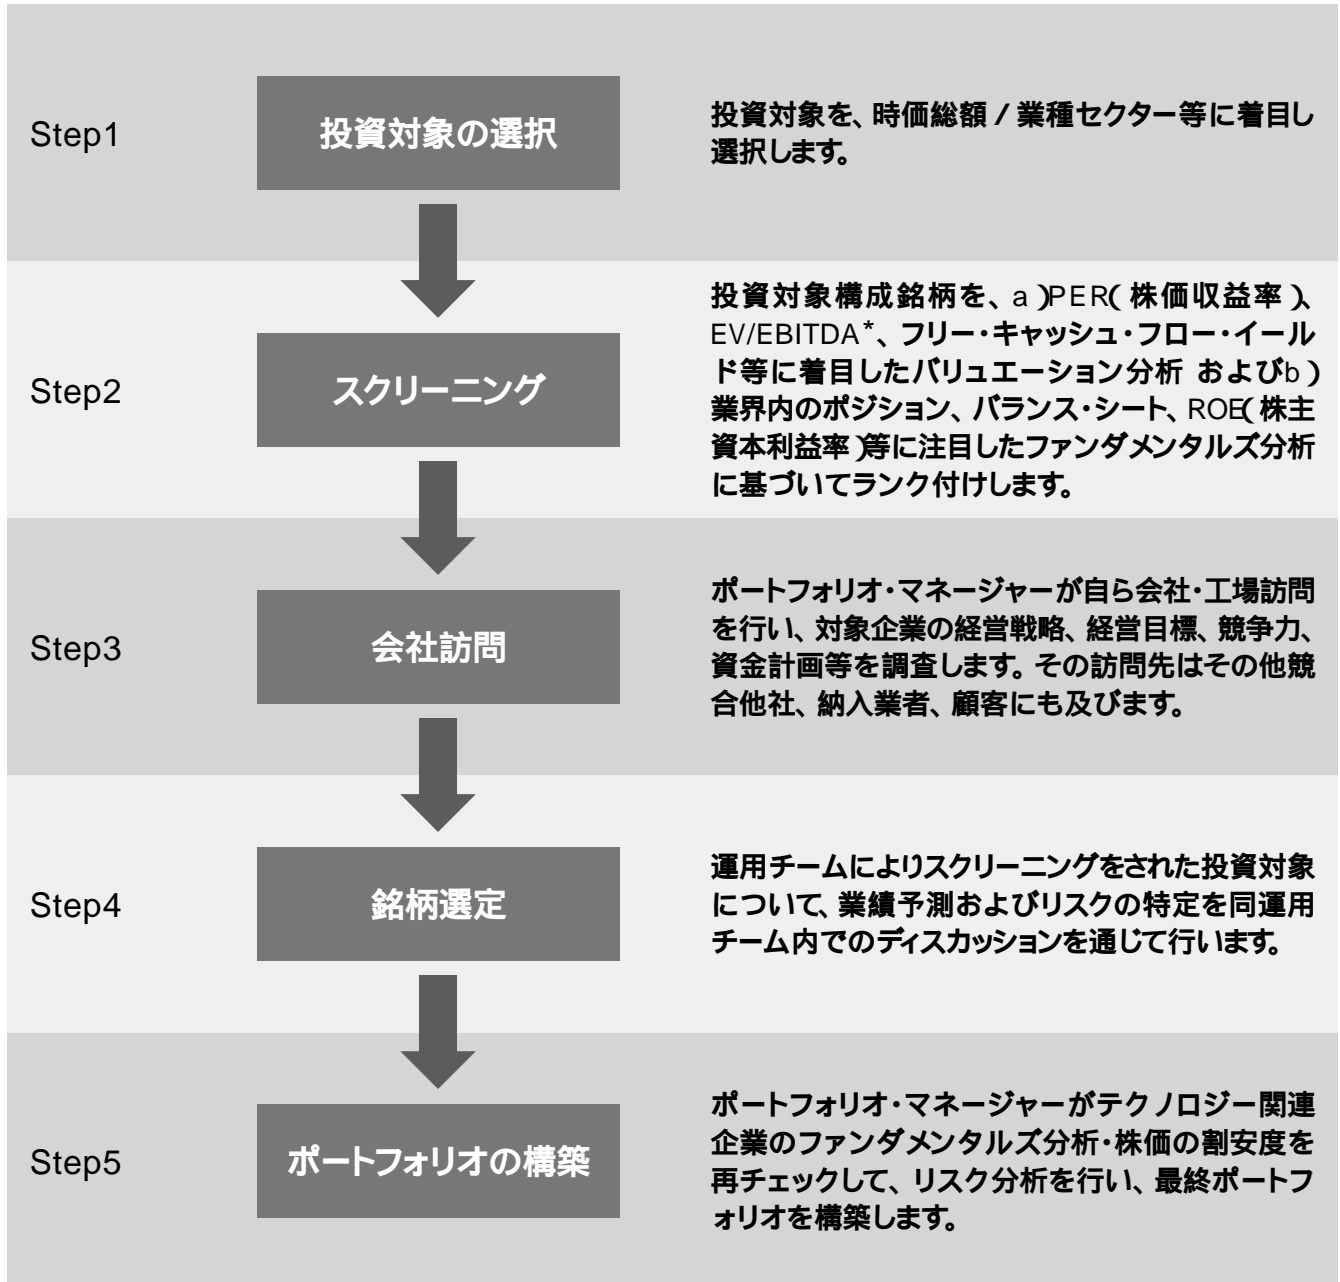 Step1
投資対象の選択
投資対象を、時価総額 / 業種セクター等に着目し
選択します。
Step2
スクリーニング
投資対象構成銘柄を、a)PER(株価収益率)、
EV/EBITDA*、フリー・キャッシュ・フロー・イール
ド等に着目したバリュエーション分析 およびb)
業界内のポジション、バランス・シート、ROE(株主
資本利益率)等に注目したファンダメンタルズ分析
に基づいてランク付けします。
Step3
会社訪問
ポートフォリオ・マネージャーが自ら会社・工場訪問
を行い、対象企業の経営戦略、経営目標、競争力、
資金計画等を調査します。その訪問先はその他競
合他社、納入業者、顧客にも及びます。
Step4
銘柄選定
運用チームによりスクリーニングをされた投資対象
について、業績予測およびリスクの特定を同運用
チーム内でのディスカッションを通じて行います。
Step5
ポートフォリオの構築
ポートフォリオ・マネージャーがテクノロジー関連
企業のファンダメンタルズ分析・株価の割安度を
再チェックして、リスク分析を行い、最終ポートフ
ォリオを構築します。